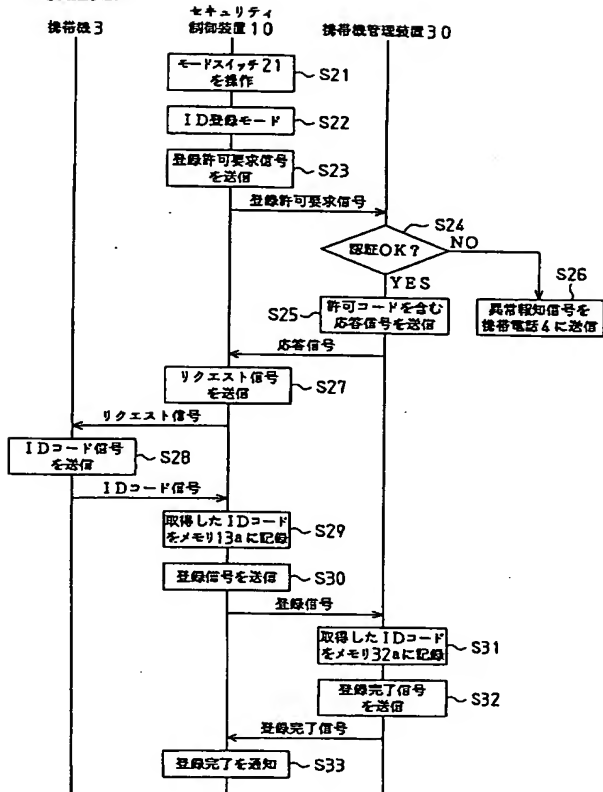 携帯機3
セキュリティ
制御装置10
携帯機管理装置30
モードスイッチ21
を操作
S21
ID登録モード
S22
登録許可要求信号
を送信
S23
登録許可要求信号
S24
認証OK?
NO
YES
S26
S25
許可コードを含む
応答信号を送信
異常報知信号を
携帯電話4に送信
応答信号
リクエスト信号
を送信
S27
リクエスト信号
IDコード信号
を送信
S28
IDコード信号
取得したIDコード
をメモリ13aに記録
S29
登録信号を送信
S30
登録信号
取得したIDコード
をメモリ32aに記録
S31
登録完了信号
を送信
S32
登録完了信号
登録完了を通知
S33